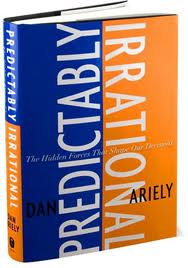 PREDICTABLY
IRRATIONAL
DAN
ARIELY
PREDICTABLY
IRRATIONAL
The Hidden Forces That Shape Our Decisions
DAN
ARIELY